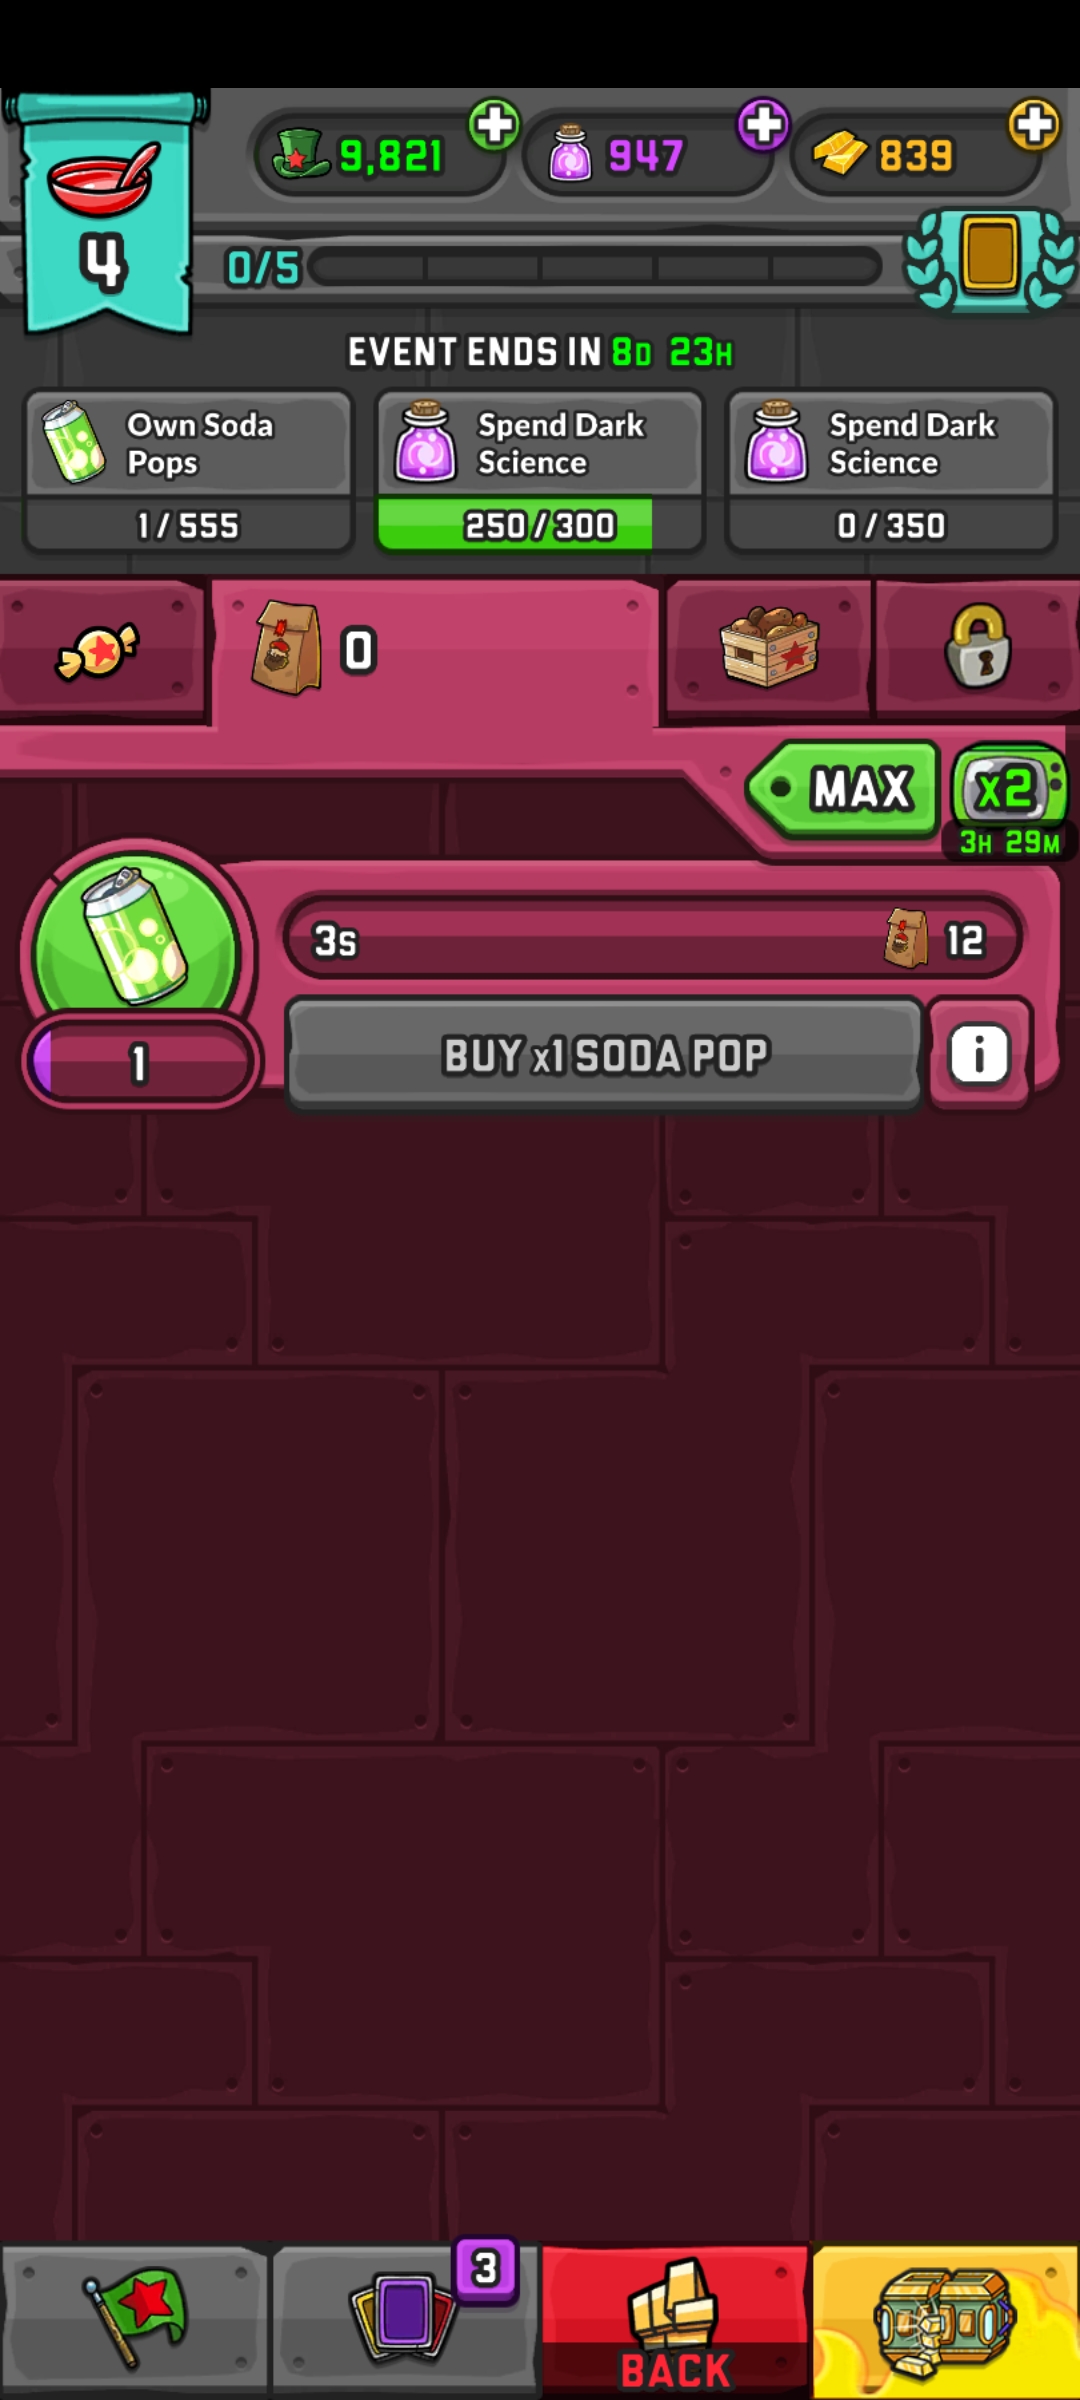 9,821
947
839
4
0/5
EVENT ENDS IN 8D 23H
Own Soda
Pops
1/555
Spend Dark
Science
250/300
Spend Dark
Science
0/350
0
MAX
x2
3H 29M
3s
12
1
BUY x1 SODA POP
i
3
BACK